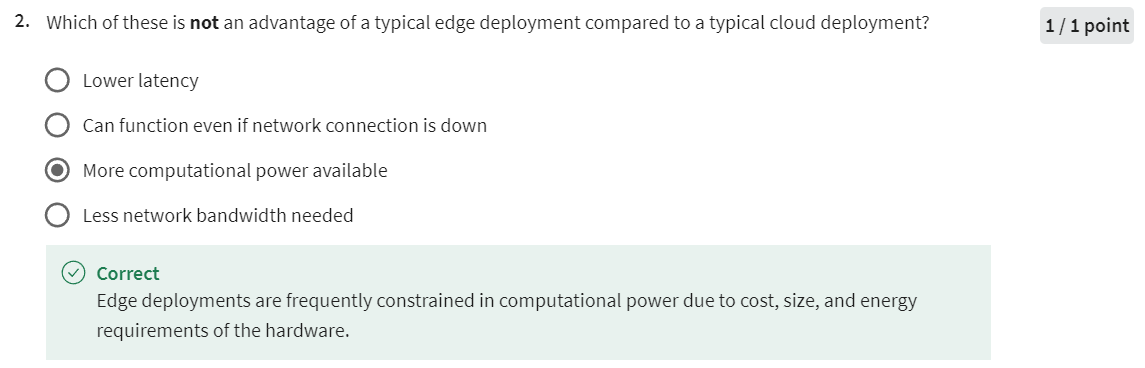 2. Which of these is not an advantage of a typical edge deployment compared to a typical cloud deployment?
1 / 1 point
Lower latency
Can function even if network connection is down
More computational power available
Less network bandwidth needed
Correct
Edge deployments are frequently constrained in computational power due to cost, size, and energy
requirements of the hardware.